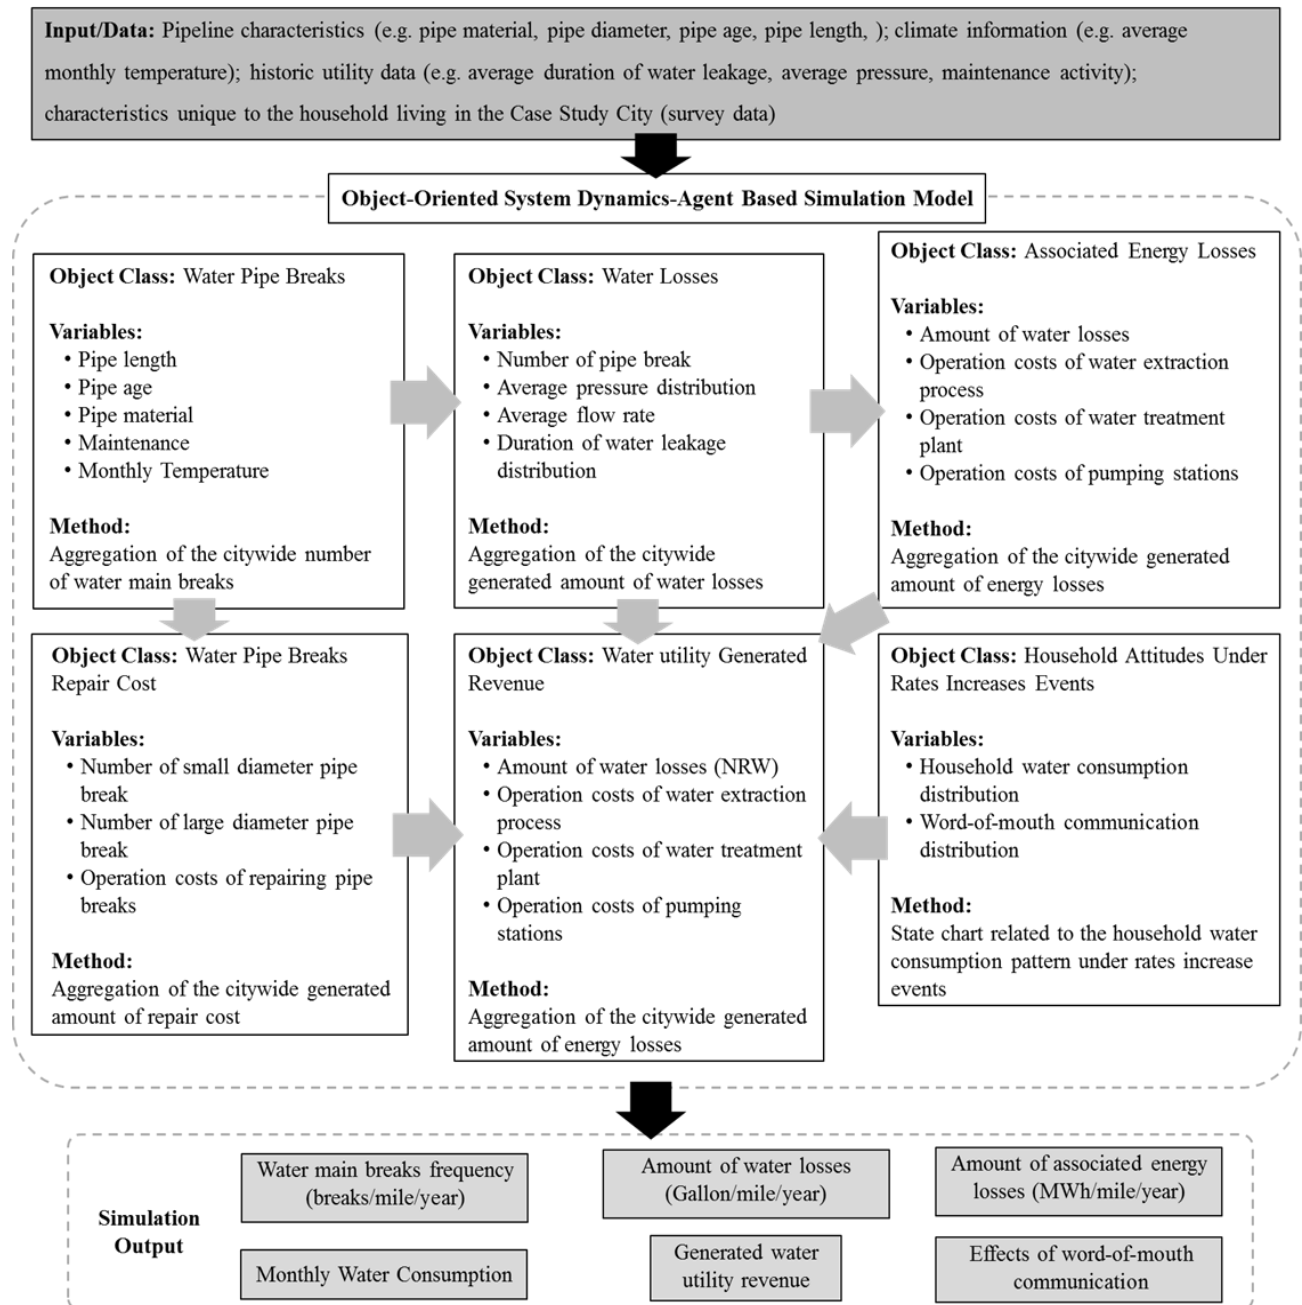 Input/Data: Pipeline characteristics (e.g. pipe material, pipe diameter, pipe age, pipe length, ); climate information (e.g. average
monthly temperature); historic utility data (e.g. average duration of water leakage, average pressure, maintenance activity);
characteristics unique to the household living in the Case Study City (survey data)
Object-Oriented System Dynamics-Agent Based Simulation Model
Object Class: Water Pipe Breaks
Variables:
• Pipe length
• Pipe age
• Pipe material
• Maintenance
• Monthly Temperature
Method:
Aggregation of the citywide number
of water main breaks
Object Class: Water Losses
Variables:
• Number of pipe break
• Average pressure distribution
• Average flow rate
• Duration of water leakage
distribution
Method:
Aggregation of the citywide
generated amount of water losses
Object Class: Associated Energy Losses
Variables:
• Amount of water losses
• Operation costs of water extraction
process
• Operation costs of water treatment
plant
• Operation costs of pumping stations
Method:
Aggregation of the citywide generated
amount of energy losses
Object Class: Water Pipe Breaks
Repair Cost
Variables:
• Number of small diameter pipe
break
• Number of large diameter pipe
break
• Operation costs of repairing pipe
breaks
Method:
Aggregation of the citywide generated
amount of repair cost
Object Class: Water utility Generated
Revenue
Variables:
• Amount of water losses (NRW)
• Operation costs of water extraction
process
• Operation costs of water treatment
plant
• Operation costs of pumping
stations
Method:
Aggregation of the citywide generated
amount of energy losses
Object Class: Household Attitudes Under
Rates Increases Events
Variables:
• Household water consumption
distribution
• Word-of-mouth communication
distribution
Method:
State chart related to the household water
consumption pattern under rates increase
events
Simulation
Output
Water main breaks frequency
(breaks/mile/year)
Amount of water losses
(Gallon/mile/year)
Amount of associated energy
losses (MWh/mile/year)
Monthly Water Consumption
Generated water
utility revenue
Effects of word-of-mouth
communication